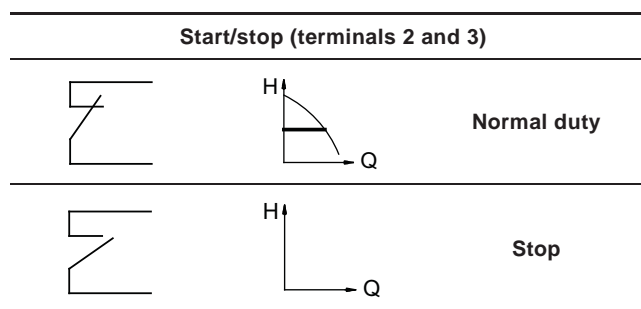 Start/stop (terminals 2 and 3)
H
Q
Normal duty
H
Q
Stop